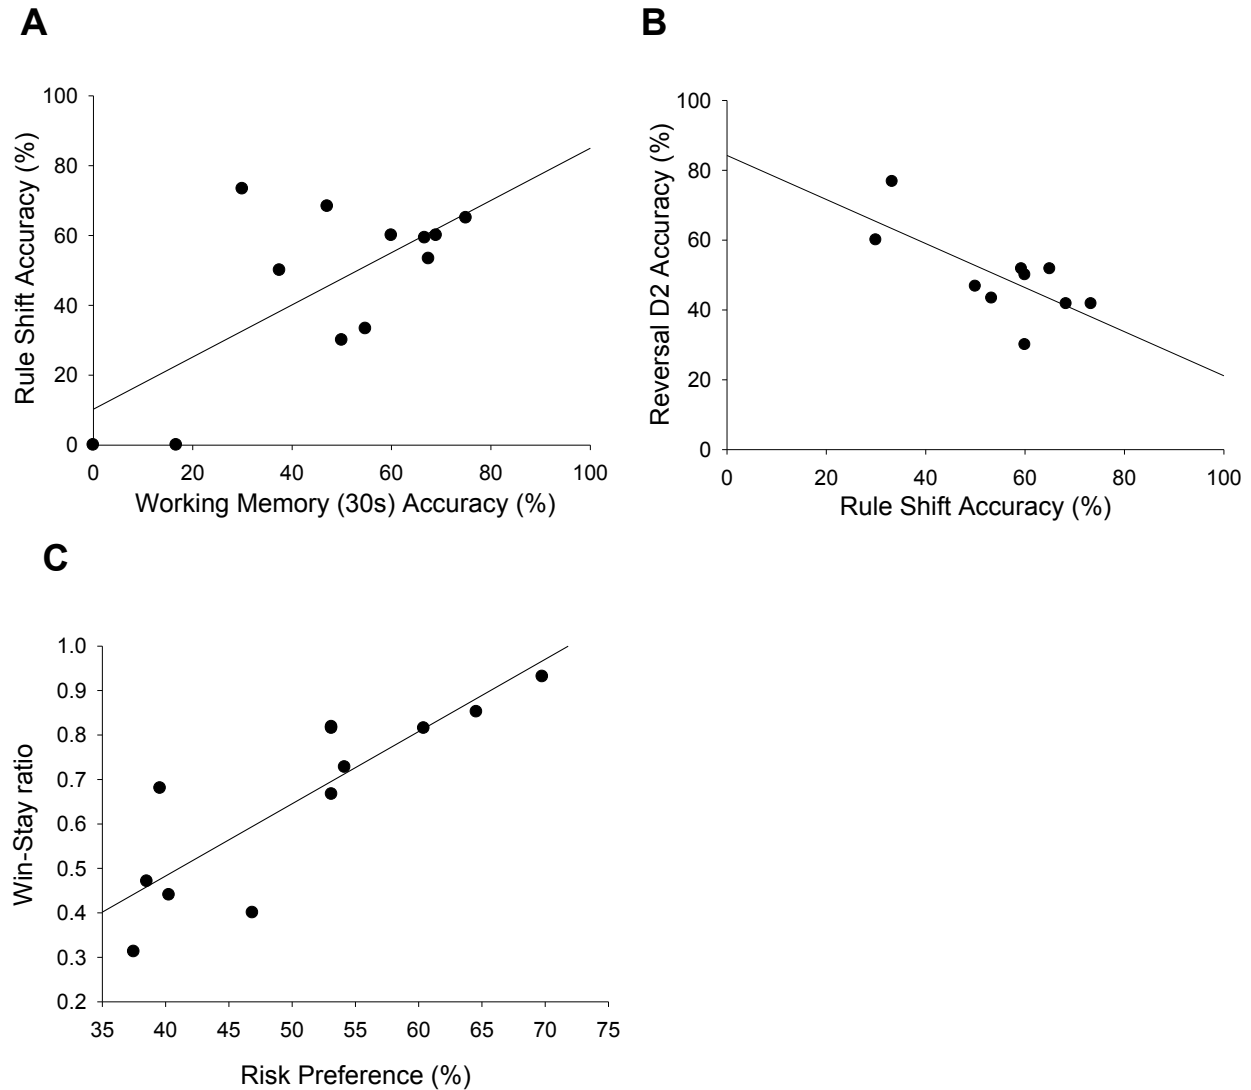 A
B
100
80
60
40
20
0
Rule Shift Accuracy (%)
0 20 40 60 80 100
Working Memory (30s) Accuracy (%)
100
80
60
40
20
0
Reversal D2 Accuracy (%)
0 20 40 60 80 100
Rule Shift Accuracy (%)
C
1.0
0.9
0.8
0.7
0.6
0.5
0.4
0.3
0.2
Win-Stay ratio
35 40 45 50 55 60 65 70 75
Risk Preference (%)